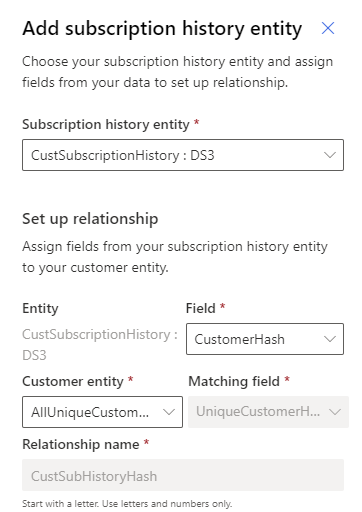 Add subscription history entity
Choose your subscription history entity and assign
fields from your data to set up relationship.
Subscription history entity *
CustSubscriptionHistory : DS3
Set up relationship
Assign fields from your subscription history entity
to your customer entity.
Entity
Field *
CustSubscriptionHistory :
DS3
CustomerHash
Customer entity *
Matching field *
AllUniqueCustom...
UniqueCustomerH...
Relationship name *
CustSubHistoryHash
Start with a letter. Use letters and numbers only.